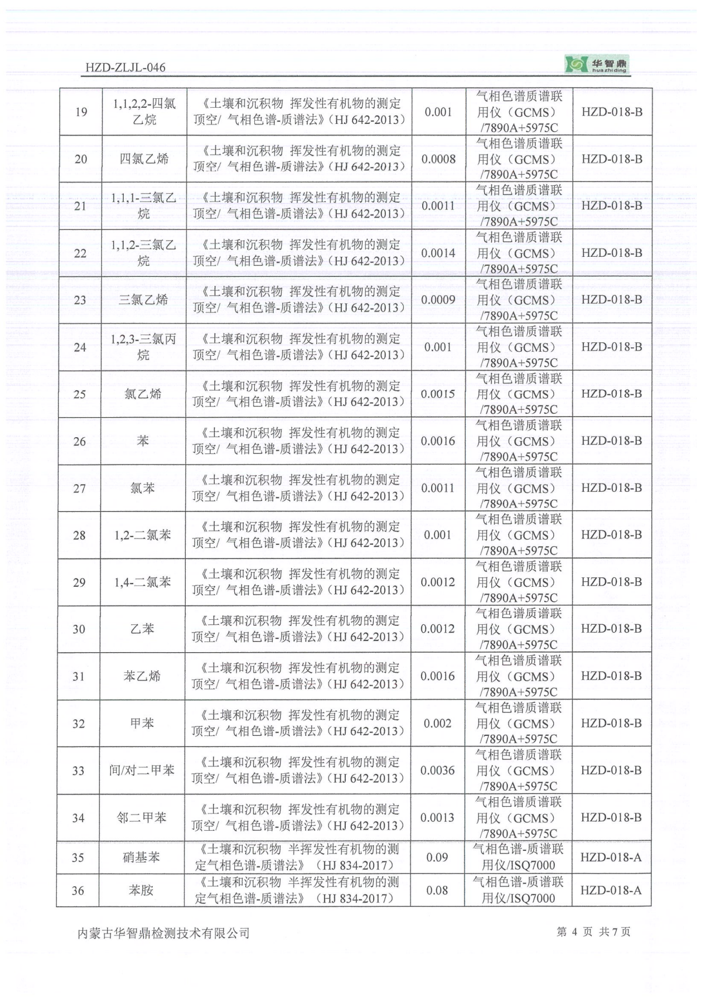 HZD-ZLJL-046
华智鼎
huazhiding
19
1,1,2,2-四氯
乙烷
《土壤和沉积物 挥发性有机物的测定
顶空/ 气相色谱-质谱法》（HJ 642-2013）
0.001
气相色谱质谱联
用仪（GCMS）
/7890A+5975C
HZD-018-B
20
四氯乙烯
《土壤和沉积物 挥发性有机物的测定
顶空/ 气相色谱-质谱法》（HJ 642-2013）
0.0008
气相色谱质谱联
用仪（GCMS）
/7890A+5975C
HZD-018-B
21
1,1,1-三氯乙
烷
《土壤和沉积物 挥发性有机物的测定
顶空/ 气相色谱-质谱法》（HJ 642-2013）
0.0011
气相色谱质谱联
用仪（GCMS）
/7890A+5975C
HZD-018-B
22
1,1,2-三氯乙
烷
《土壤和沉积物 挥发性有机物的测定
顶空/ 气相色谱-质谱法》（HJ 642-2013）
0.0014
气相色谱质谱联
用仪（GCMS）
/7890A+5975C
HZD-018-B
23
三氯乙烯
《土壤和沉积物 挥发性有机物的测定
顶空/ 气相色谱-质谱法》（HJ 642-2013）
0.0009
气相色谱质谱联
用仪（GCMS）
/7890A+5975C
HZD-018-B
24
1,2,3-三氯丙
烷
《土壤和沉积物 挥发性有机物的测定
顶空/ 气相色谱-质谱法》（HJ 642-2013）
0.001
气相色谱质谱联
用仪（GCMS）
/7890A+5975C
HZD-018-B
25
氯乙烯
《土壤和沉积物 挥发性有机物的测定
顶空/ 气相色谱-质谱法》（HJ 642-2013）
0.0015
气相色谱质谱联
用仪（GCMS）
/7890A+5975C
HZD-018-B
26
苯
《土壤和沉积物 挥发性有机物的测定
顶空/ 气相色谱-质谱法》（HJ 642-2013）
0.0016
气相色谱质谱联
用仪（GCMS）
/7890A+5975C
HZD-018-B
27
氯苯
《土壤和沉积物 挥发性有机物的测定
顶空/ 气相色谱-质谱法》（HJ 642-2013）
0.0011
气相色谱质谱联
用仪（GCMS）
/7890A+5975C
HZD-018-B
28
1,2-二氯苯
《土壤和沉积物 挥发性有机物的测定
顶空/ 气相色谱-质谱法》（HJ 642-2013）
0.001
气相色谱质谱联
用仪（GCMS）
/7890A+5975C
HZD-018-B
29
1,4-二氯苯
《土壤和沉积物 挥发性有机物的测定
顶空/ 气相色谱-质谱法》（HJ 642-2013）
0.0012
气相色谱质谱联
用仪（GCMS）
/7890A+5975C
HZD-018-B
30
乙苯
《土壤和沉积物 挥发性有机物的测定
顶空/ 气相色谱-质谱法》（HJ 642-2013）
0.0012
气相色谱质谱联
用仪（GCMS）
/7890A+5975C
HZD-018-B
31
苯乙烯
《土壤和沉积物 挥发性有机物的测定
顶空/ 气相色谱-质谱法》（HJ 642-2013）
0.0016
气相色谱质谱联
用仪（GCMS）
/7890A+5975C
HZD-018-B
32
甲苯
《土壤和沉积物 挥发性有机物的测定
顶空/ 气相色谱-质谱法》（HJ 642-2013）
0.002
气相色谱质谱联
用仪（GCMS）
/7890A+5975C
HZD-018-B
33
间/对二甲苯
《土壤和沉积物 挥发性有机物的测定
顶空/ 气相色谱-质谱法》（HJ 642-2013）
0.0036
气相色谱质谱联
用仪（GCMS）
/7890A+5975C
HZD-018-B
34
邻二甲苯
《土壤和沉积物 挥发性有机物的测定
顶空/ 气相色谱-质谱法》（HJ 642-2013）
0.0013
气相色谱质谱联
用仪（GCMS）
/7890A+5975C
HZD-018-B
35
硝基苯
《土壤和沉积物 半挥发性有机物的测
定气相色谱-质谱法》（HJ 834-2017）
0.09
气相色谱-质谱联
用仪/ISQ7000
HZD-018-A
36
苯胺
《土壤和沉积物 半挥发性有机物的测
定气相色谱-质谱法》（HJ 834-2017）
0.08
气相色谱-质谱联
用仪/ISQ7000
HZD-018-A
内蒙古华智鼎检测技术有限公司
第 4 页 共 7 页